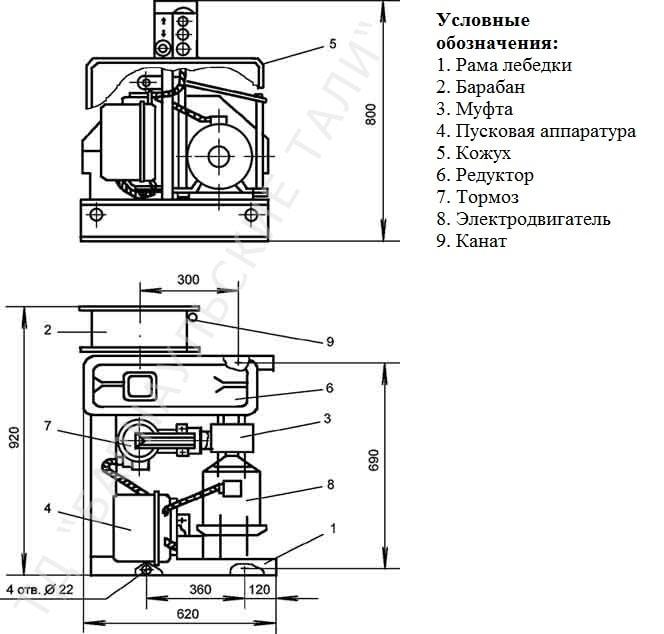 5
800
Условные
обозначения:
1. Рама лебедки
2. Барабан
3. Муфта
4. Пусковая аппаратура
5. Кожух
6. Редуктор
7. Тормоз
8. Электродвигатель
9. Канат
300
2
9
6
3
7
920
690
8
4
1
4 отв. Ø 22
360
120
620
ТД "БАРНАУЛЬСКИЕ ТАЛИ"